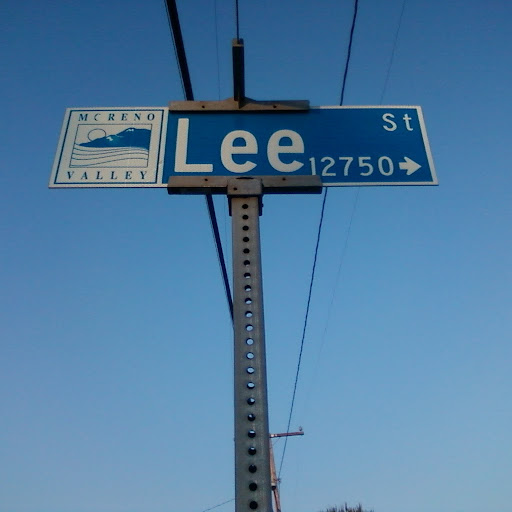 MORENO
VALLEY
Lee St
12750 →